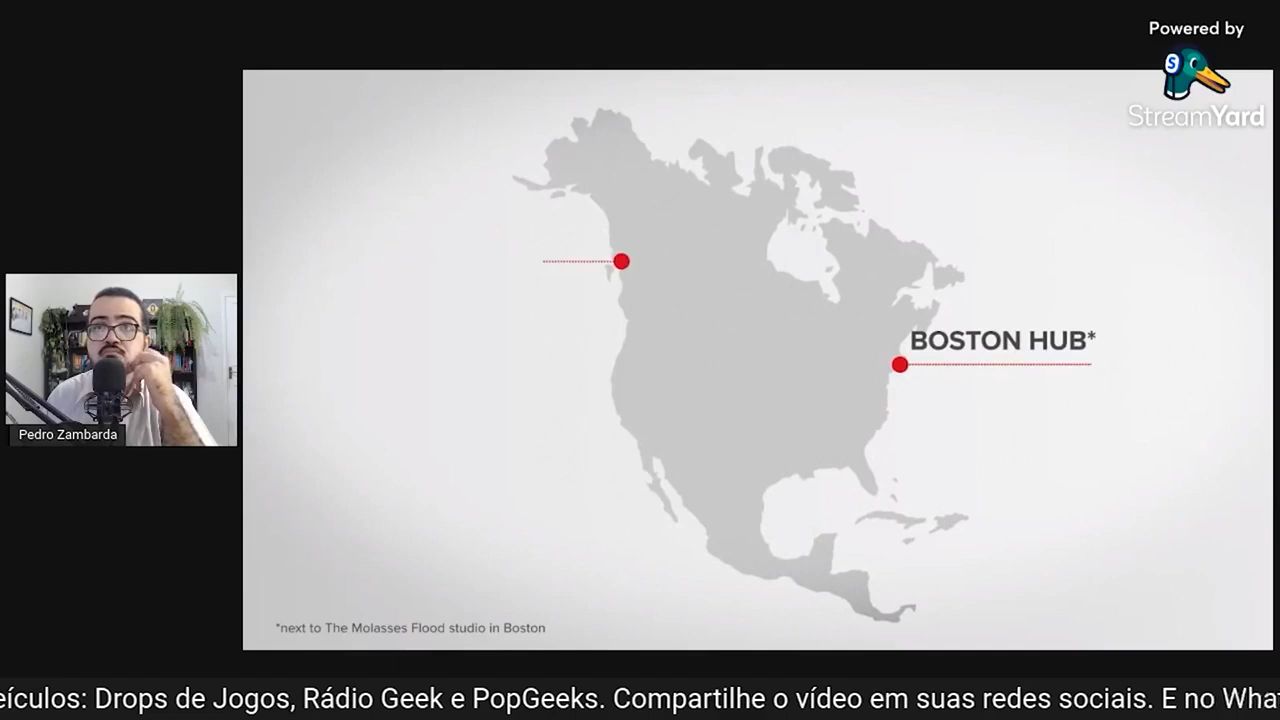 Powered by
StreamYard
BOSTON HUB*
Pedro Zambarda
*next to The Molasses Flood studio in Boston
eículos: Drops de Jogos, Rádio Geek e PopGeeks. Compartilhe o vídeo em suas redes sociais. E no Wha